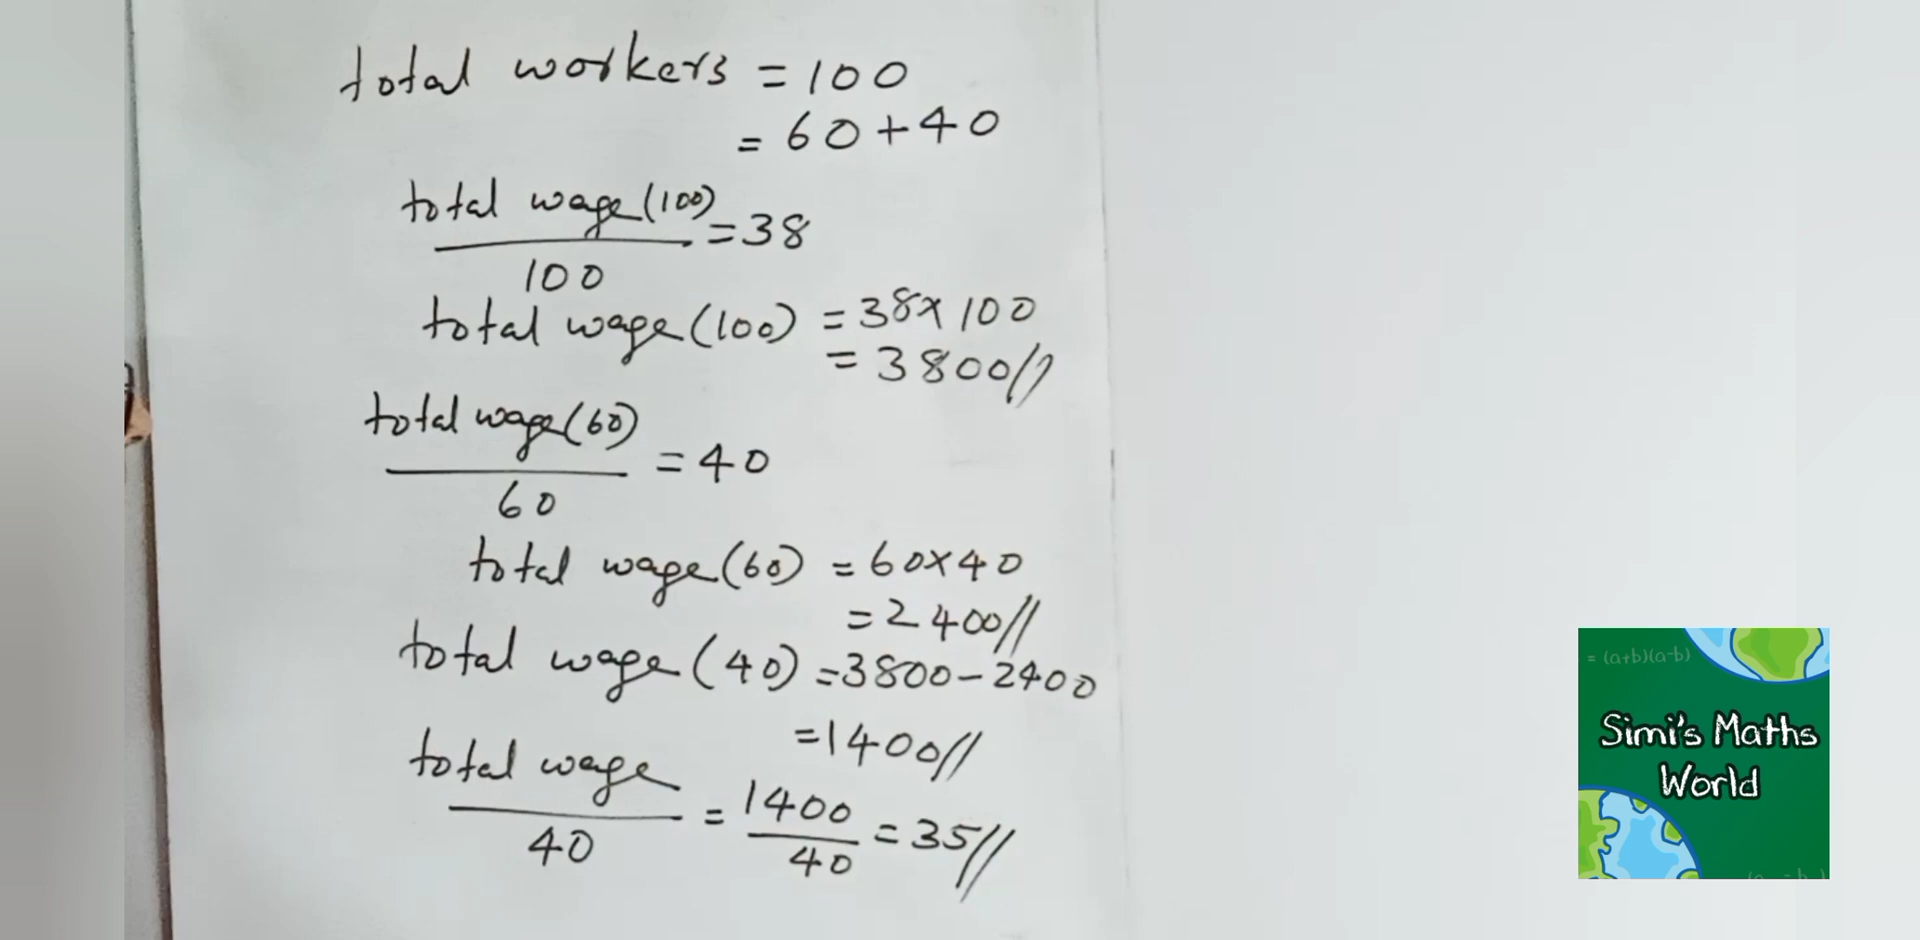 total workers = 100
= 60 + 40
total wage (100)
= 38
100
total wage (100) = 38 x 100
= 3800//
total wage (60)
= 40
60
total wage (60) = 60 x 40
= 2400//
total wage (40) = 3800 - 2400
= 1400//
total wage
= 1400
= 35//
40
40
= (a+b)(a-b)
Simi's Maths
World